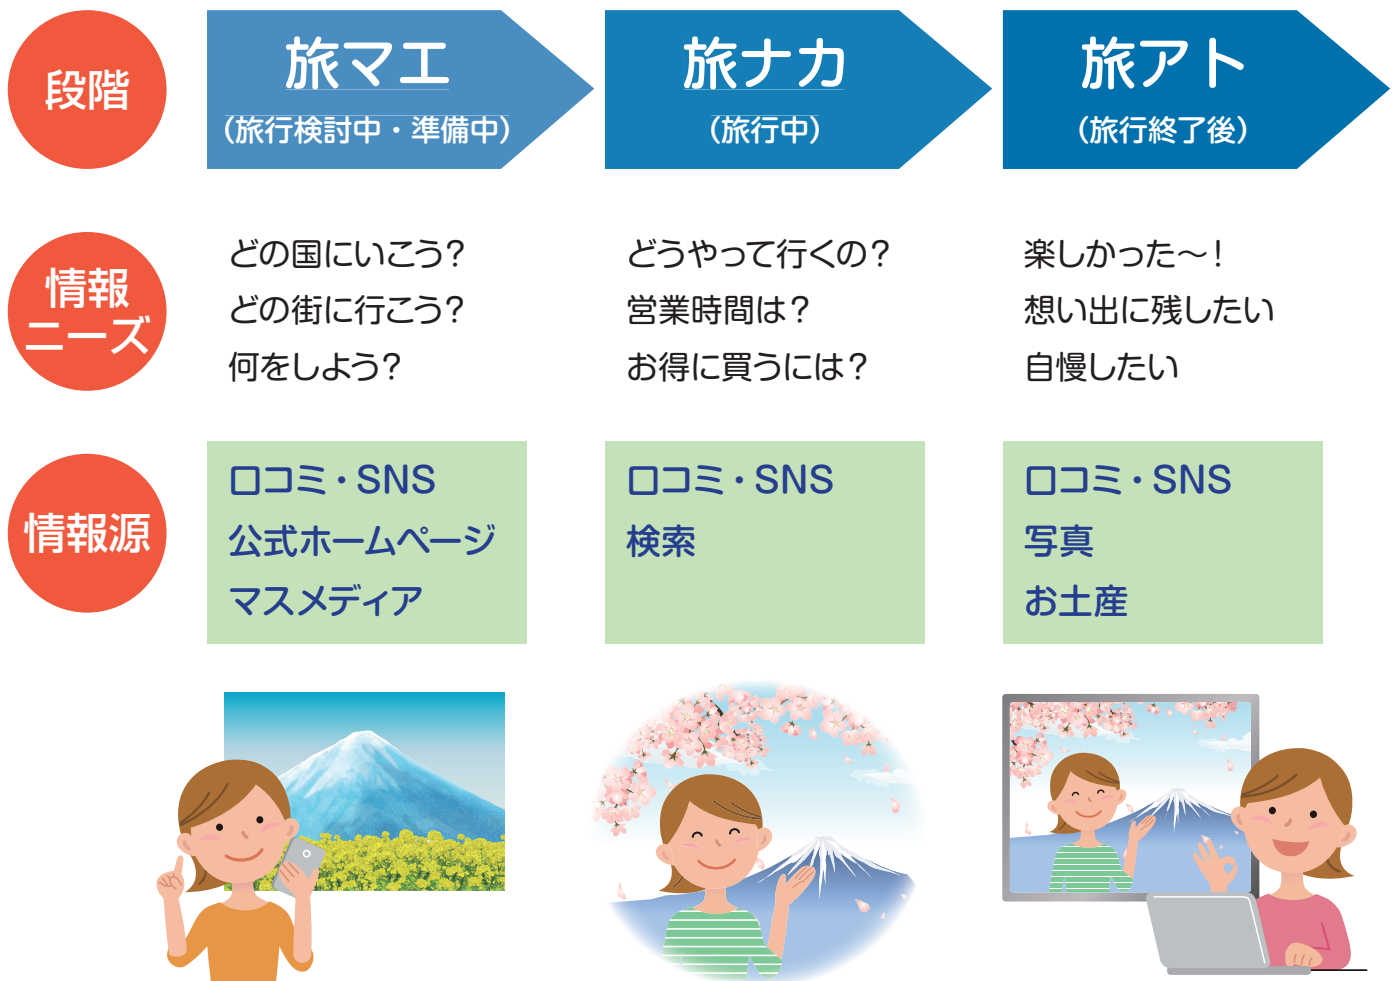 段階
旅マエ
（旅行検討中・準備中）
旅ナカ
（旅行中）
旅アト
（旅行終了後）
情報
ニーズ
どの国にいこう？
どの街に行こう？
何をしよう？
どうやって行くの？
営業時間は？
お得に買うには？
楽しかった～！
想い出に残したい
自慢したい
情報源
口コミ・SNS
公式ホームページ
マスメディア
口コミ・SNS
検索
口コミ・SNS
写真
お土産